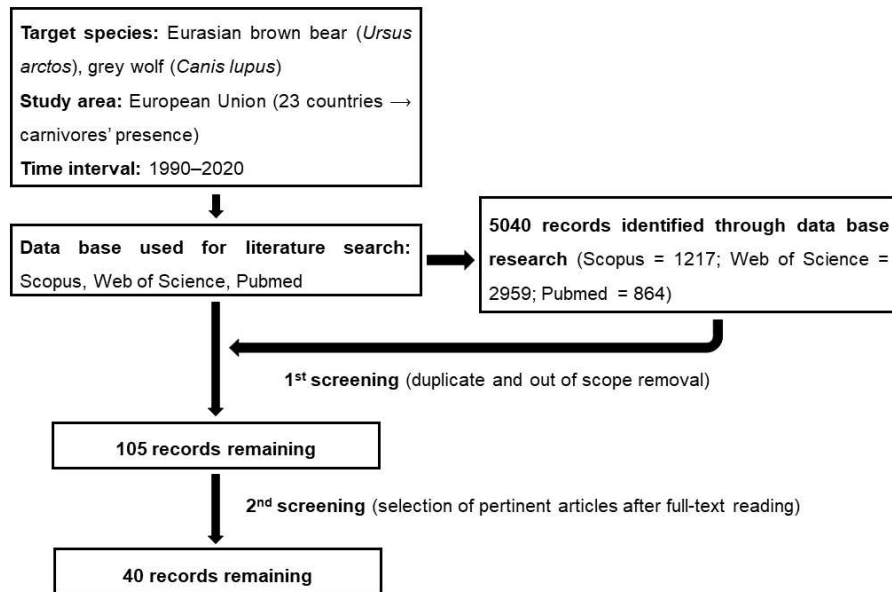 Target species: Eurasian brown bear (Ursus
arctos), grey wolf (Canis lupus)
Study area: European Union (23 countries →
carnivores' presence)
Time interval: 1990–2020
Data base used for literature search:
Scopus, Web of Science, Pubmed
5040 records identified through data base
research (Scopus = 1217; Web of Science =
2959; Pubmed = 864)
1st screening (duplicate and out of scope removal)
105 records remaining
2nd screening (selection of pertinent articles after full-text reading)
40 records remaining